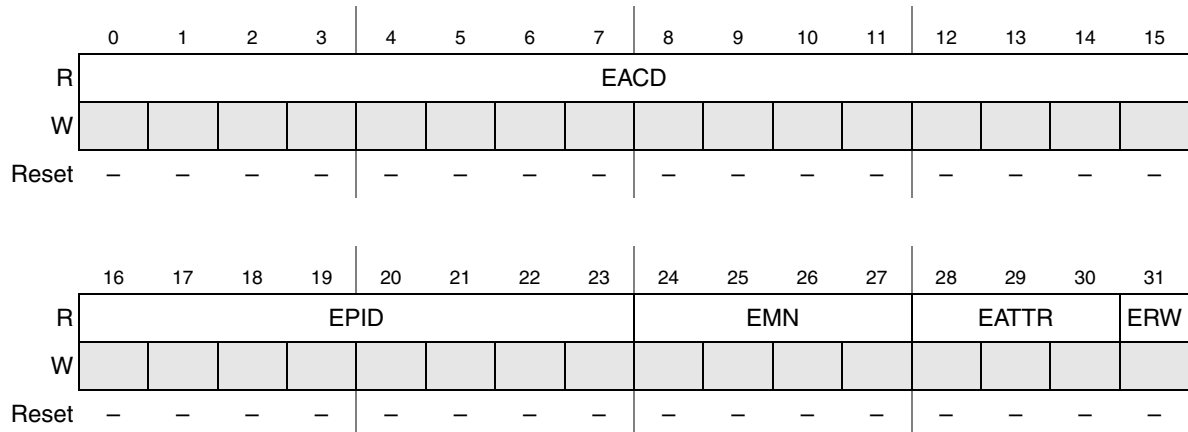 0 1 2 3 4 5 6 7 8 9 10 11 12 13 14 15
R EACD
W
Reset – – – – – – – – – – – – – – – –
16 17 18 19 20 21 22 23 24 25 26 27 28 29 30 31
R EPID EMN EATTR ERW
W
Reset – – – – – – – – – – – – – – – –